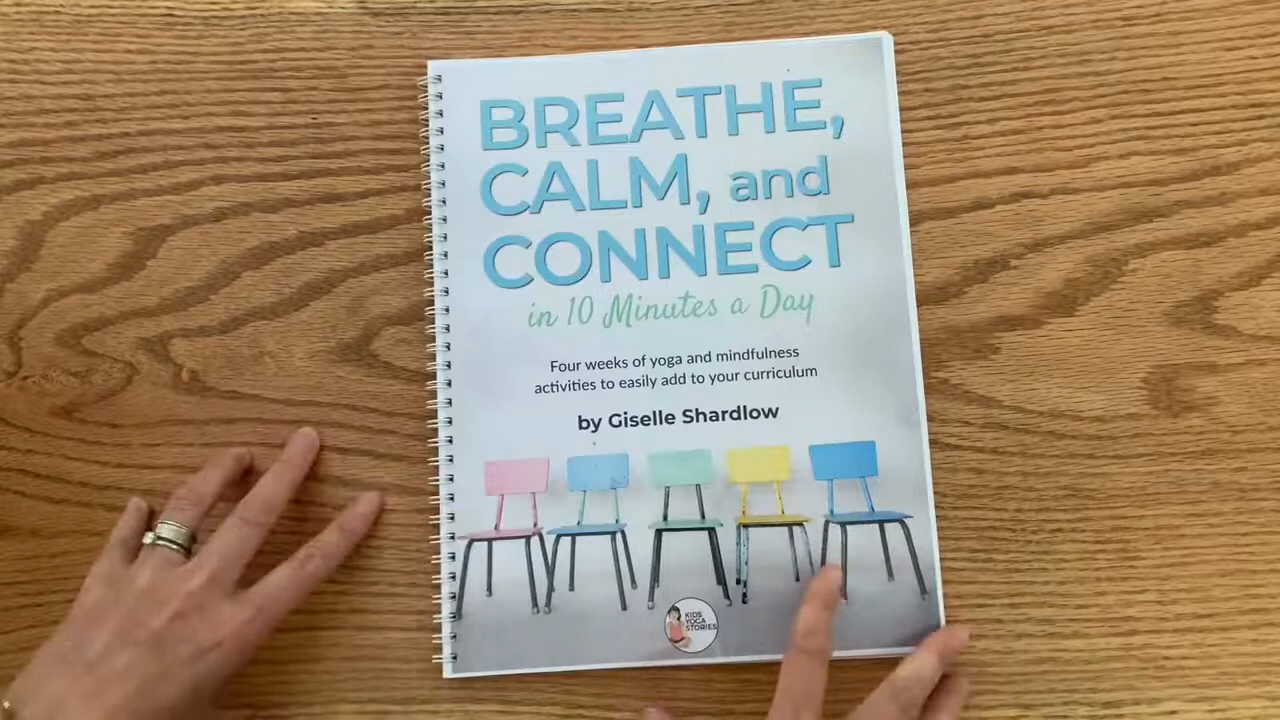 BREATHE,
CALM, and
CONNECT
in 10 Minutes a Day
Four weeks of yoga and mindfulness
activities to easily add to your curriculum
by Giselle Shardlow
KIDS
YOGA
STORIES